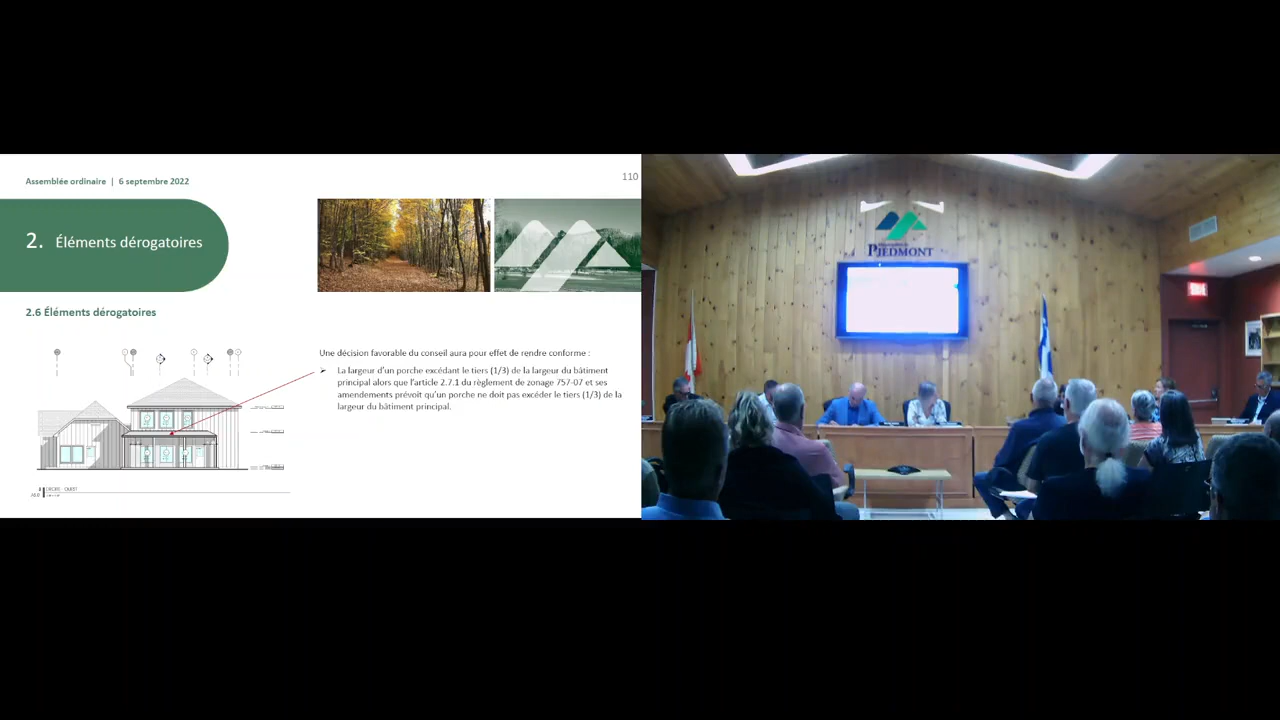 Assemblée ordinaire | 6 septembre 2022
110
2. Éléments dérogatoires
2.6 Éléments dérogatoires
Une décision favorable du conseil aura pour effet de rendre conforme :
➢ La largeur d'un porche excédant le tiers (1/3) de la largeur du bâtiment
principal alors que l'article 2.7.1 du règlement de zonage 757-07 et ses
amendements prévoit qu'un porche ne doit pas excéder le tiers (1/3) de la
largeur du bâtiment principal.
PIEDMONT